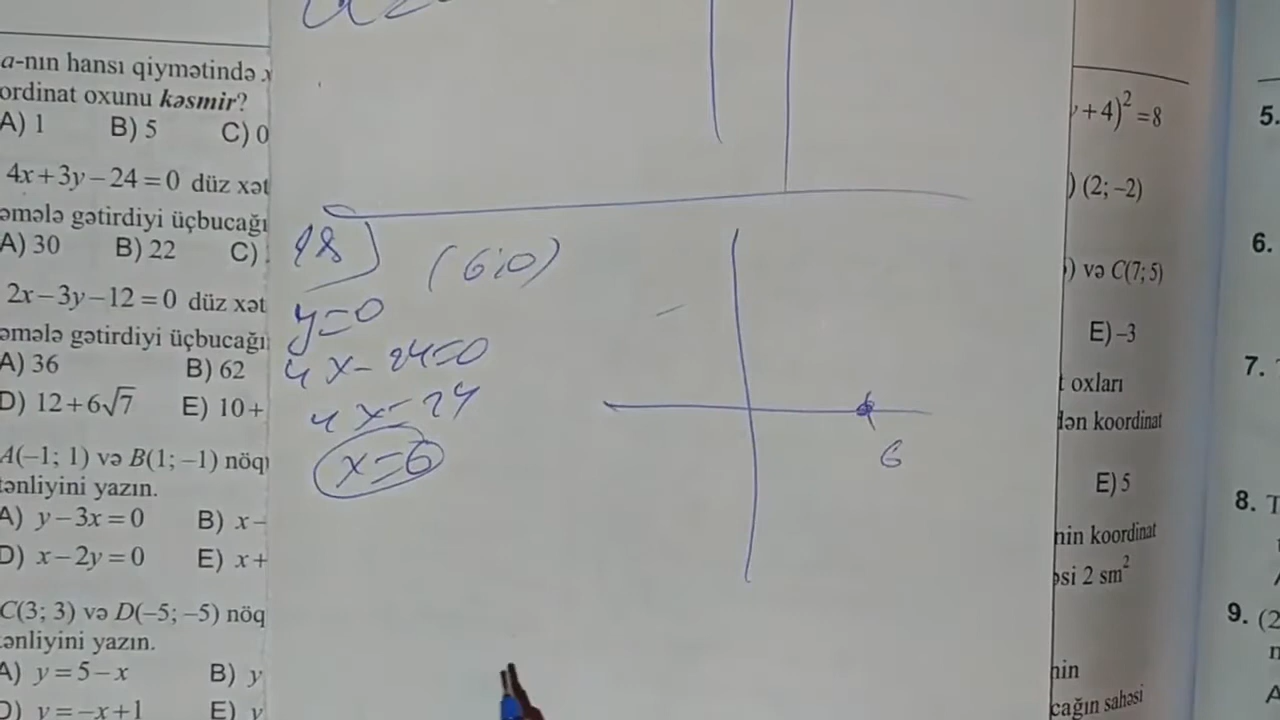 a-nın hansı qiymətində x
ordinat oxunu kəsmir?
A) 1 B) 5 C) 0
4x+3y−24=0 düz xət
əmələ gətirdiyi üçbucağı
A) 30 B) 22 C)
2x−3y−12=0 düz xət
əmələ gətirdiyi üçbucağı
A) 36 B) 62
D) 12+6√7 E) 10+
A(−1; 1) və B(1; −1) nöq
tənliyini yazın.
A) y−3x=0 B) x−
D) x−2y=0 E) x+
C(3; 3) və D(−5; −5) nöq
tənliyini yazın.
A) y=5−x B) y
D) y=−x+1 E) y
18)
(6;0)
y=0
4x−24=0
4x=24
x=6
6
+4)²=8
) (2; −2)
) və C(7; 5)
E) −3
t oxları
dən koordinat
E) 5
nin koordinat
əsi 2 sm²
nin
cağın sahəsi
5.
6.
7.
8. T
9. (2
A